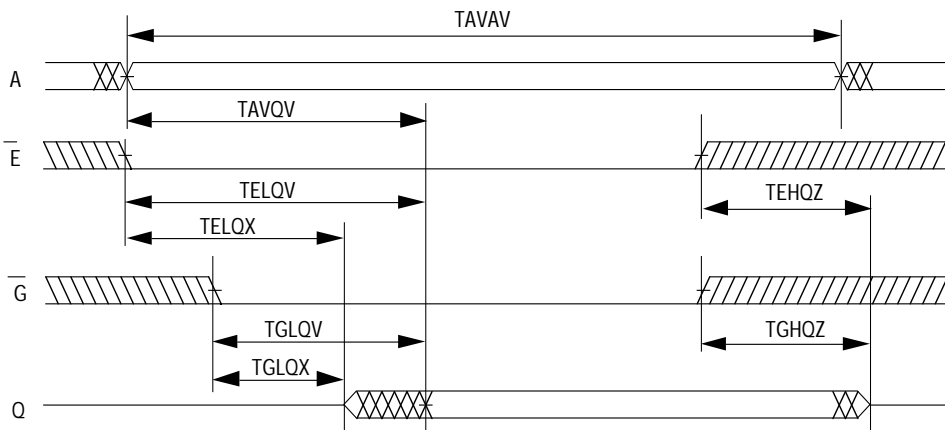 TAVAV
A
TAVQV
E̅
TELQV
TEHQZ
TELQX
G̅
TGLQV
TGHQZ
TGLQX
Q